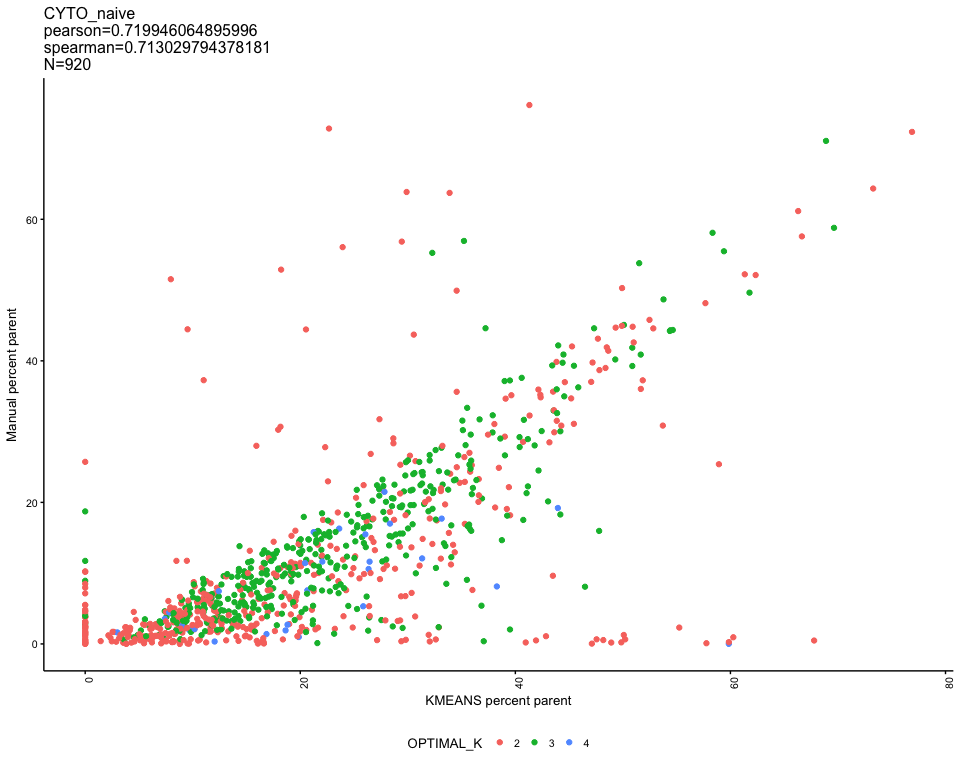 CYTO_naive
pearson=0.719946064895996
spearman=0.713029794378181
N=920
Manual percent parent
60
40
20
0
0
20
40
60
80
KMEANS percent parent
OPTIMAL_K 2 3 4